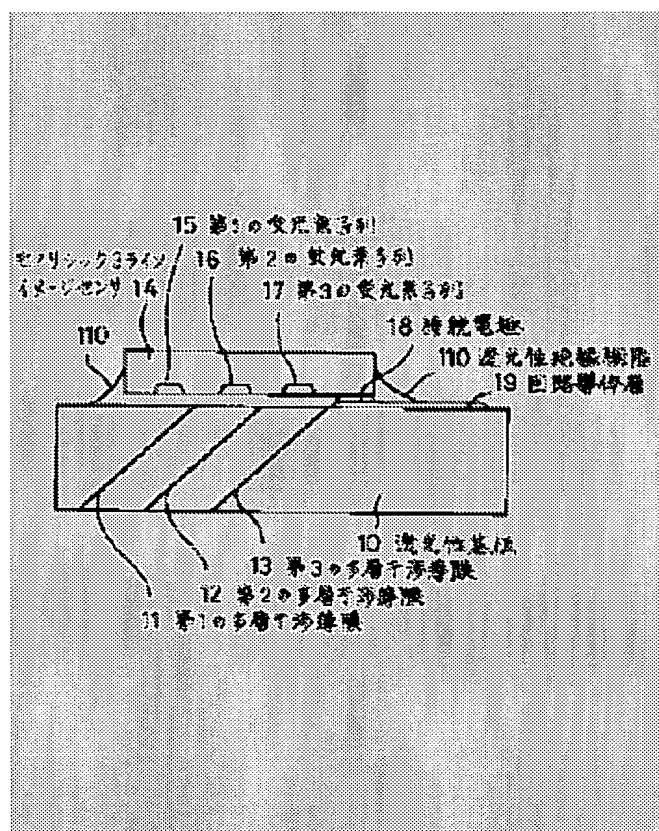 15 第1の受光素子列
モノリシック3ライン 16 第2の受光素子列
イメージセンサ 14 17 第3の受光素子列
18 接続電極
110
110 透光性絶縁樹脂
19 回路導体層
10 透光性基板
13 第3の多層干渉薄膜
12 第2の多層干渉薄膜
11 第1の多層干渉薄膜